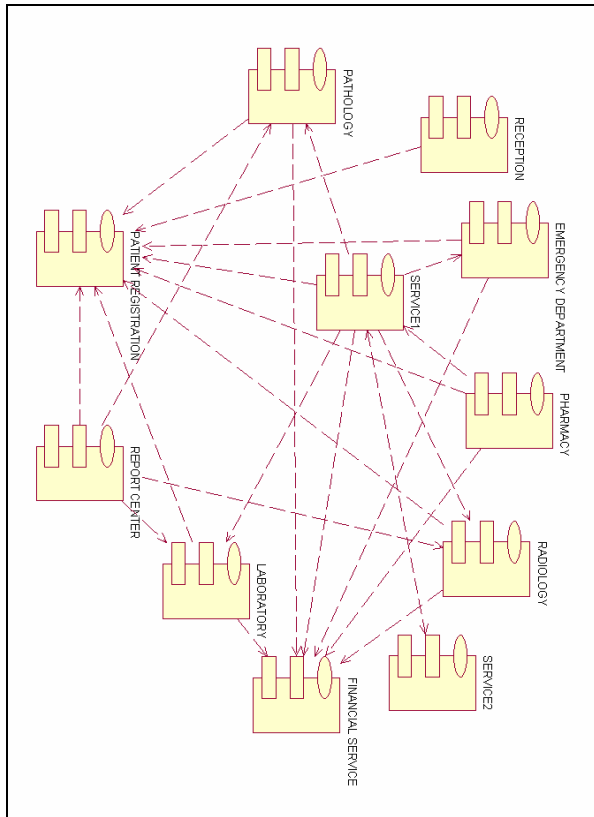 PATHOLOGY
RECEPTION
PATIENT REGISTRATION
SERVICE1
EMERGENCY DEPARTMENT
PHARMACY
REPORT CENTER
LABORATORY
RADIOLOGY
FINANCIAL SERVICE
SERVICE2